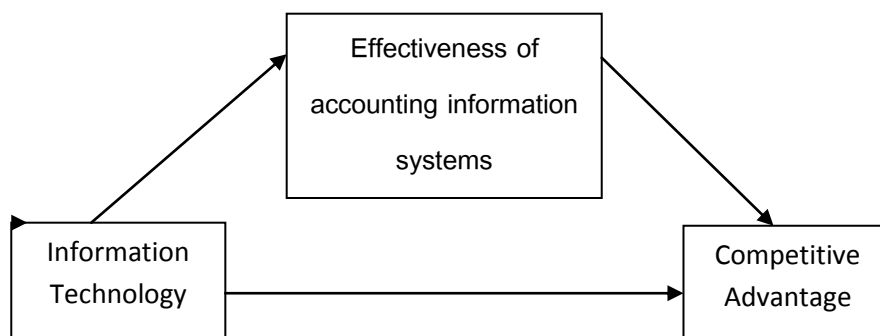 Effectiveness of
accounting information
systems
Information
Technology
Competitive
Advantage